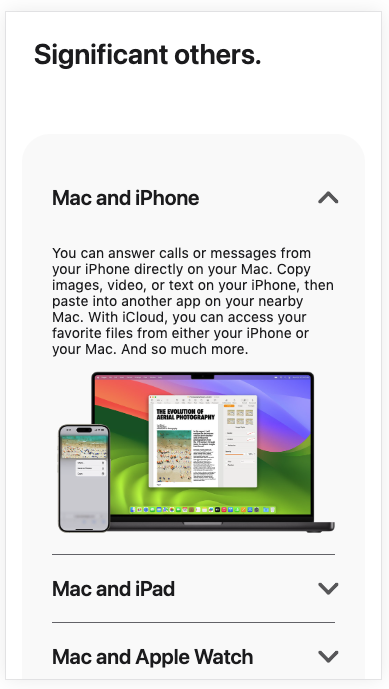 Significant others.
Mac and iPhone
You can answer calls or messages from
your iPhone directly on your Mac. Copy
images, video, or text on your iPhone, then
paste into another app on your nearby
Mac. With iCloud, you can access your
favorite files from either your iPhone or
your Mac. And so much more.
THE EVOLUTION OF
AERIAL PHOTOGRAPHY
Mac and iPad
Mac and Apple Watch